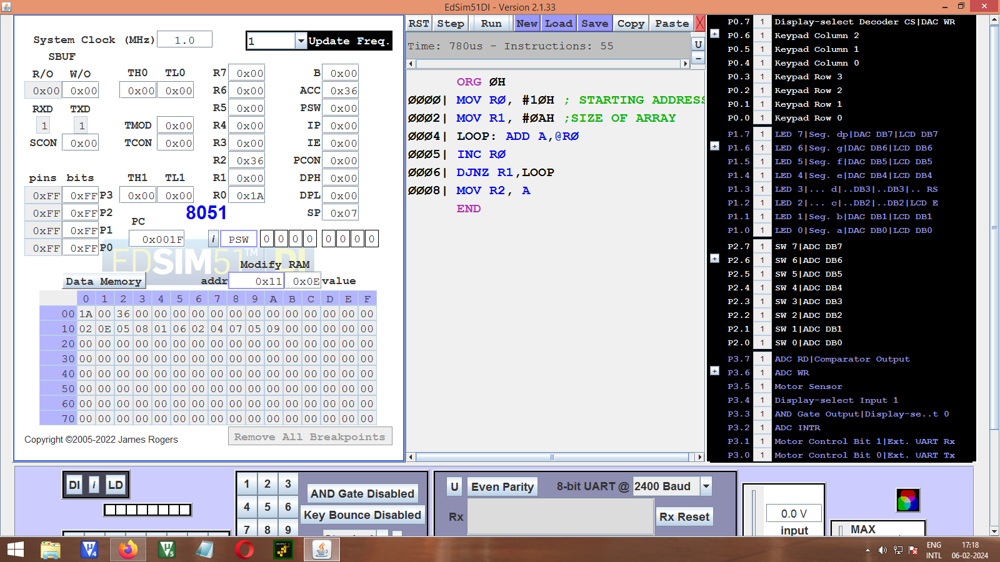 EdSim51DI - Version 2.1.33
System Clock (MHz) 1.0 1 Update Freq.
SBUF
R/O W/O TH0 TL0 R7 0x00 B 0x00
0x00 0x00 0x00 0x00 R6 0x00 ACC 0x36
RXD TXD R5 0x00 PSW 0x00
1 1 TMOD 0x00 R4 0x00 IP 0x00
SCON 0x00 TCON 0x00 R3 0x00 IE 0x00
R2 0x36 PCON 0x00
pins bits TH1 TL1 R1 0x00 DPH 0x00
0xFF 0xFF P3 0x00 0x00 R0 0x1A DPL 0x00
0xFF 0xFF P2 8051 SP 0x07
PC
0xFF 0xFF P1 0x001F i PSW 0 0 0 0 0 0 0 0
0xFF 0xFF P0
EDSIM51™ DI
Modify RAM
Data Memory addr 0x11 0x0E value
0 1 2 3 4 5 6 7 8 9 A B C D E F
00 1A 00 36 00 00 00 00 00 00 00 00 00 00 00 00 00
10 02 0E 05 08 01 06 02 04 07 05 09 00 00 00 00 00
20 00 00 00 00 00 00 00 00 00 00 00 00 00 00 00 00
30 00 00 00 00 00 00 00 00 00 00 00 00 00 00 00 00
40 00 00 00 00 00 00 00 00 00 00 00 00 00 00 00 00
50 00 00 00 00 00 00 00 00 00 00 00 00 00 00 00 00
60 00 00 00 00 00 00 00 00 00 00 00 00 00 00 00 00
70 00 00 00 00 00 00 00 00 00 00 00 00 00 00 00 00
Copyright ©2005-2022 James Rogers Remove All Breakpoints
RST Step Run New Load Save Copy Paste X
Time: 780us - Instructions: 55 U
-
ORG 0H
0000| MOV R0, #10H ; STARTING ADDRESS
0002| MOV R1, #0AH ;SIZE OF ARRAY
0004| LOOP: ADD A,@R0
0005| INC R0
0006| DJNZ R1,LOOP
0008| MOV R2, A
END
P0.7 1 Display-select Decoder CS|DAC WR
P0.6 1 Keypad Column 2
P0.5 1 Keypad Column 1
P0.4 1 Keypad Column 0
P0.3 1 Keypad Row 3
P0.2 1 Keypad Row 2
P0.1 1 Keypad Row 1
P0.0 1 Keypad Row 0
P1.7 1 LED 7|Seg. dp|DAC DB7|LCD DB7
P1.6 1 LED 6|Seg. g|DAC DB6|LCD DB6
P1.5 1 LED 5|Seg. f|DAC DB5|LCD DB5
P1.4 1 LED 4|Seg. e|DAC DB4|LCD DB4
P1.3 1 LED 3|... d|..DB3|..DB3|.. RS
P1.2 1 LED 2|... c|..DB2|..DB2|LCD E
P1.1 1 LED 1|Seg. b|DAC DB1|LCD DB1
P1.0 1 LED 0|Seg. a|DAC DB0|LCD DB0
P2.7 1 SW 7|ADC DB7
P2.6 1 SW 6|ADC DB6
P2.5 1 SW 5|ADC DB5
P2.4 1 SW 4|ADC DB4
P2.3 1 SW 3|ADC DB3
P2.2 1 SW 2|ADC DB2
P2.1 1 SW 1|ADC DB1
P2.0 1 SW 0|ADC DB0
P3.7 1 ADC RD|Comparator Output
P3.6 1 ADC WR
P3.5 1 Motor Sensor
P3.4 1 Display-select Input 1
P3.3 1 AND Gate Output|Display-se..t 0
P3.2 1 ADC INTR
P3.1 1 Motor Control Bit 1|Ext. UART Rx
P3.0 1 Motor Control Bit 0|Ext. UART Tx
DI i LD
1 2 3
4 5 6
7 8 9
AND Gate Disabled
Key Bounce Disabled
U Even Parity 8-bit UART @ 2400 Baud
Rx Rx Reset
0.0 V
input
MAX
ENG
INTL
17:18
06-02-2024